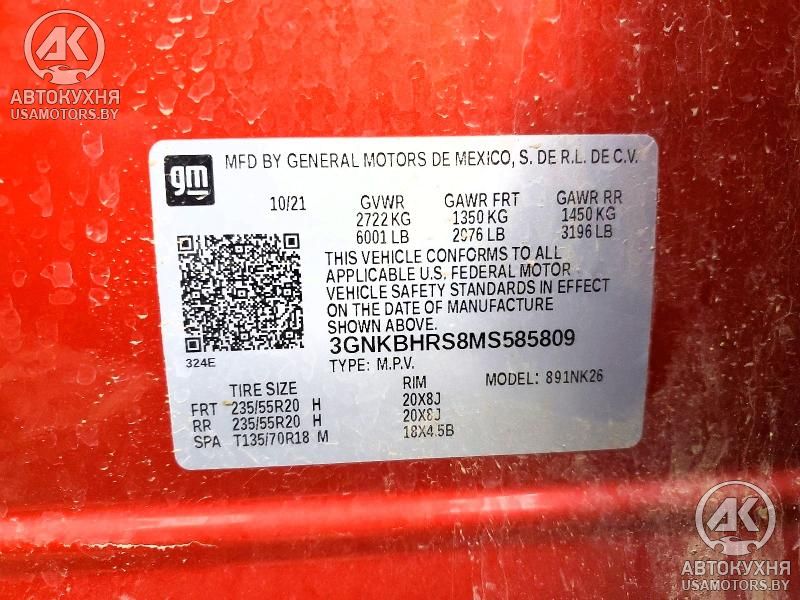 AK
АВТОКУХНЯ
USAMOTORS.BY
gm
MFD BY GENERAL MOTORS DE MEXICO, S. DE R.L. DE C.V.
10/21 GVWR GAWR FRT GAWR RR
2722 KG 1350 KG 1450 KG
6001 LB 2976 LB 3196 LB
THIS VEHICLE CONFORMS TO ALL
APPLICABLE U.S. FEDERAL MOTOR
VEHICLE SAFETY STANDARDS IN EFFECT
ON THE DATE OF MANUFACTURE
SHOWN ABOVE.
3GNKBHRS8MS585809
324E
TYPE: M.P.V.
TIRE SIZE RIM MODEL: 891NK26
FRT 235/55R20 H 20X8J
RR 235/55R20 H 20X8J
SPA T135/70R18 M 18X4.5B
AK
АВТОКУХНЯ
USAMOTORS.BY